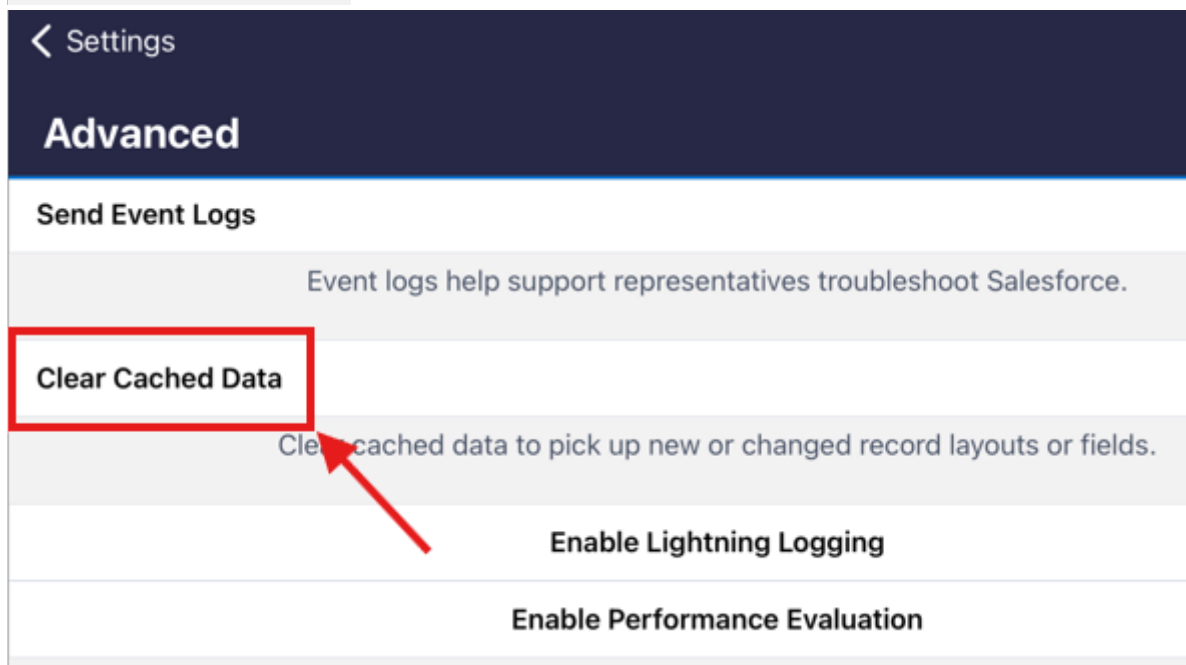 Settings
Advanced
Send Event Logs
Event logs help support representatives troubleshoot Salesforce.
Clear Cached Data
Clear cached data to pick up new or changed record layouts or fields.
Enable Lightning Logging
Enable Performance Evaluation